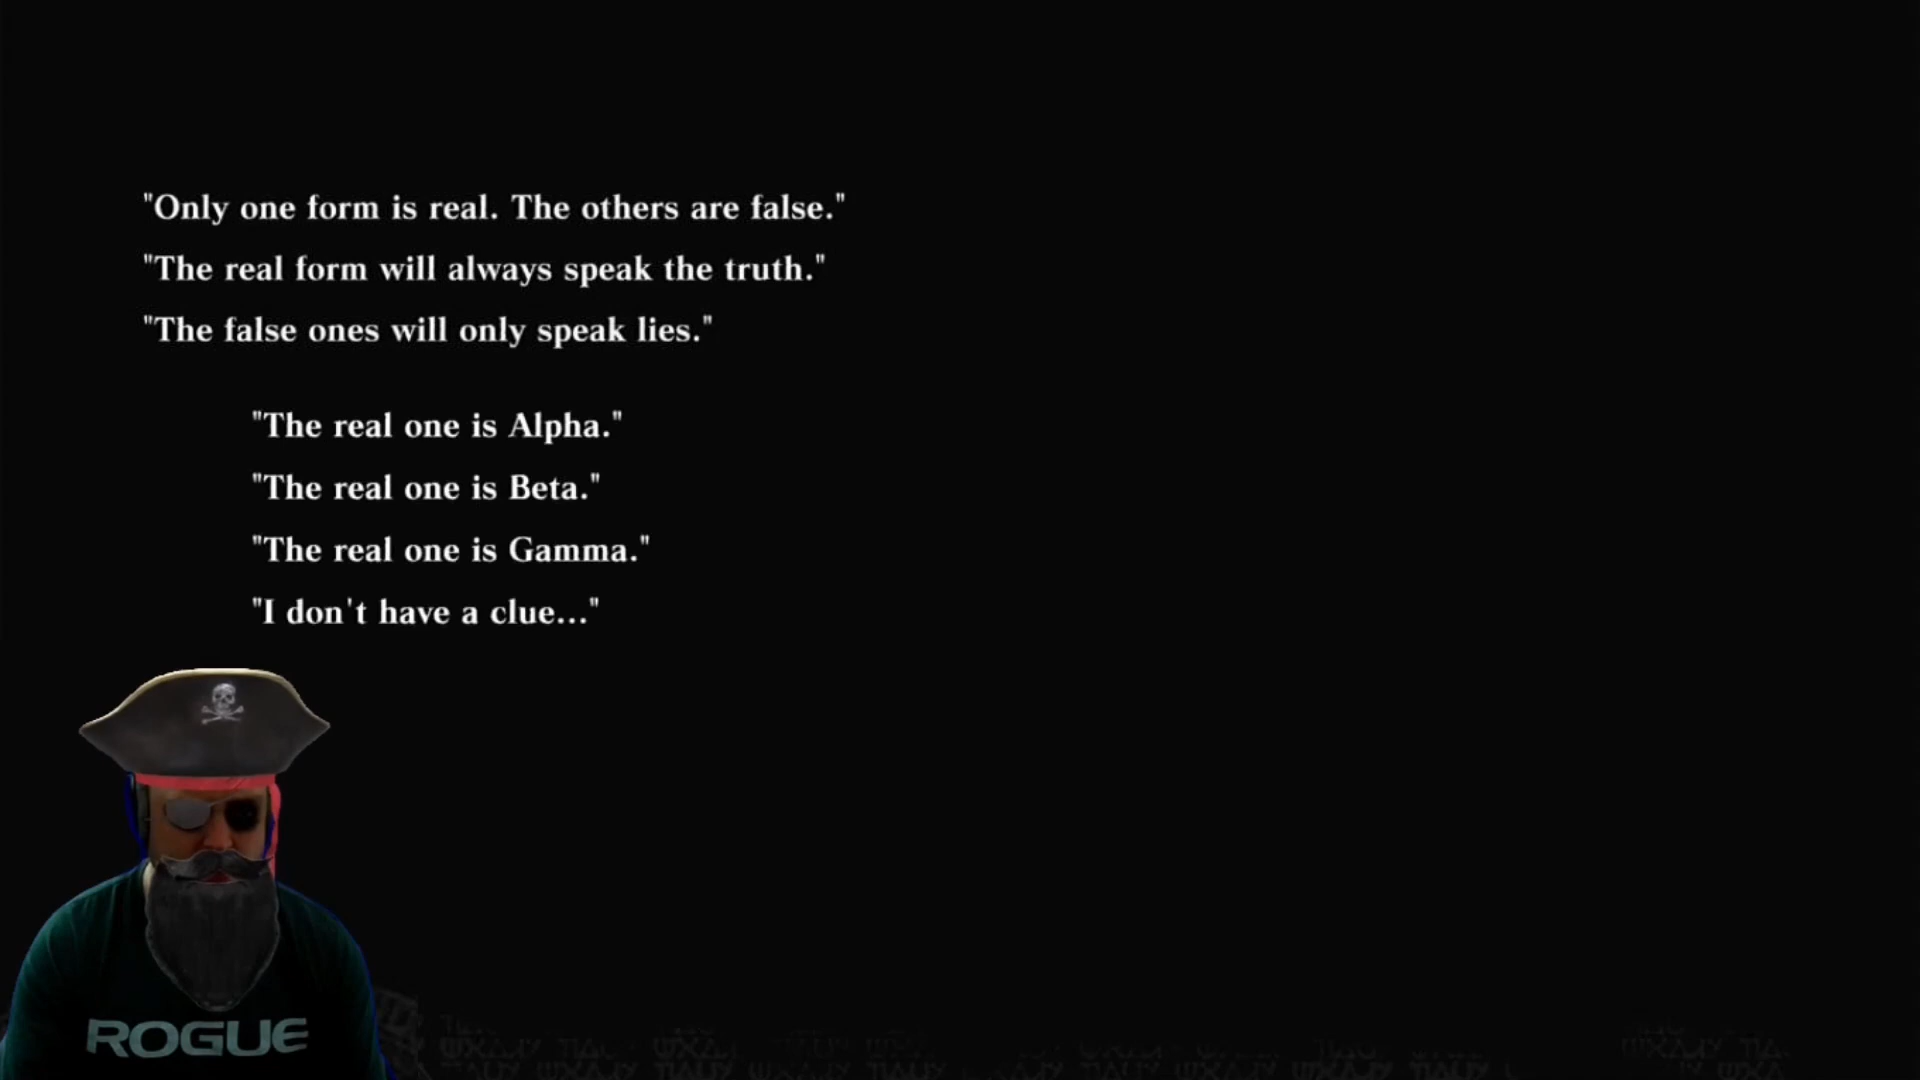 "Only one form is real. The others are false."
"The real form will always speak the truth."
"The false ones will only speak lies."
"The real one is Alpha."
"The real one is Beta."
"The real one is Gamma."
"I don't have a clue..."
ROGUE